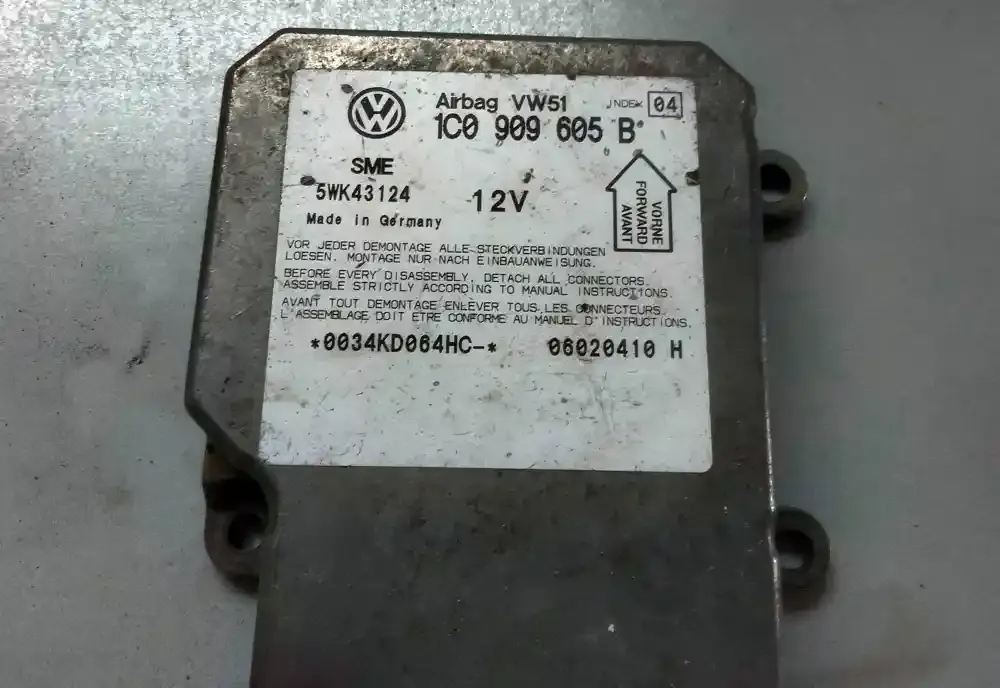 Airbag VW51 JNDEX 04
1C0 909 605 B
SME
5WK43124 12V
Made in Germany
VORNE
FORWARD
AVANT
VOR JEDER DEMONTAGE ALLE STECKVERBINDUNGEN
LOESEN. MONTAGE NUR NACH EINBAUANWEISUNG.
BEFORE EVERY DISASSEMBLY, DETACH ALL CONNECTORS.
ASSEMBLE STRICTLY ACCORDING TO MANUAL INSTRUCTIONS.
AVANT TOUT DEMONTAGE ENLEVER TOUS LES CONNECTEURS.
L'ASSEMBLAGE DOIT ETRE CONFORME AU MANUEL D'INSTRUCTIONS.
*0034KD064HC-* 06020410 H